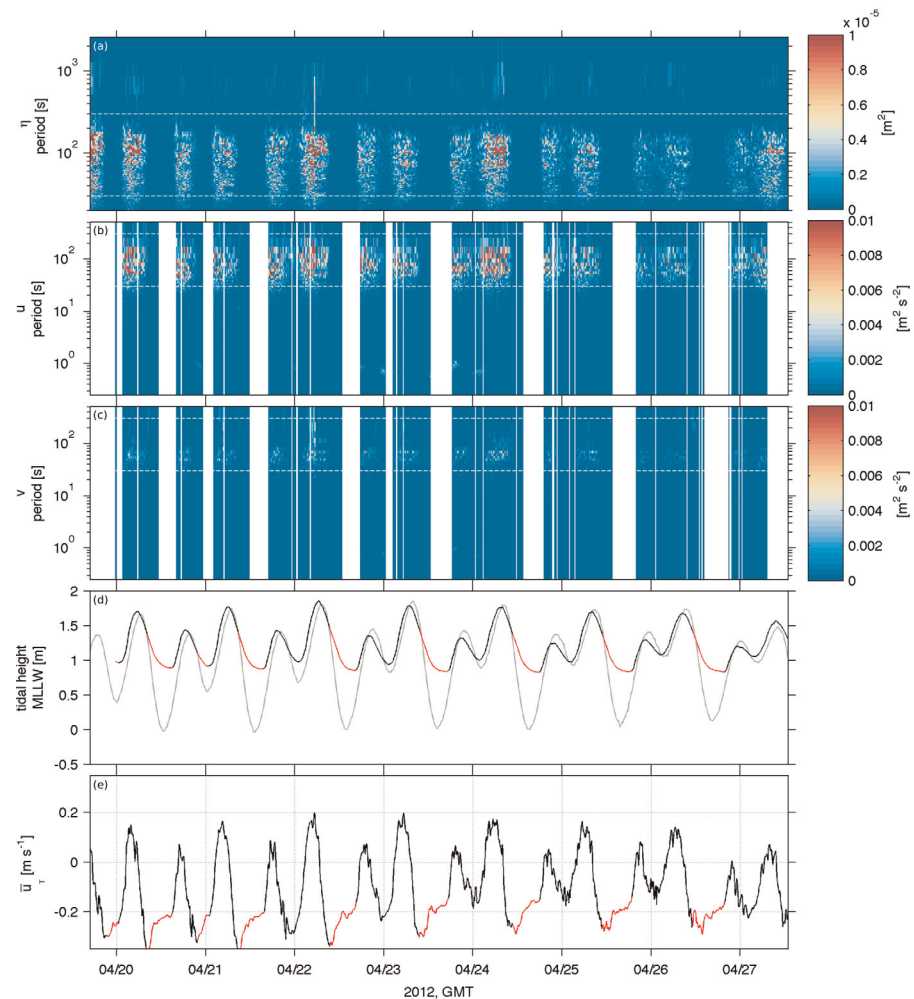 x 10⁻⁵
(a)
η
period [s]
10³
10²
1
0.8
0.6
0.4
0.2
0
[m²]
(b)
u
period [s]
10²
10¹
10⁰
0.01
0.008
0.006
0.004
0.002
0
[m² s⁻²]
(c)
v
period [s]
10²
10¹
10⁰
0.01
0.008
0.006
0.004
0.002
0
[m² s⁻²]
(d)
tidal height
MLLW [m]
2
1.5
1
0.5
0
-0.5
(e)
u̅ τ [m s⁻¹]
0.2
0
-0.2
04/20 04/21 04/22 04/23 04/24 04/25 04/26 04/27
2012, GMT